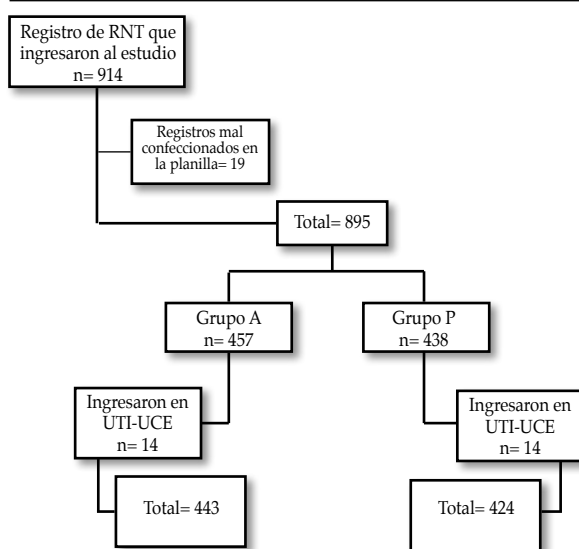 Registro de RNT que
ingresaron al estudio
n= 914
Registros mal
confeccionados en
la planilla= 19
Total= 895
Grupo A
n= 457
Grupo P
n= 438
Ingresaron en
UTI-UCE
n= 14
Ingresaron en
UTI-UCE
n= 14
Total= 443
Total= 424